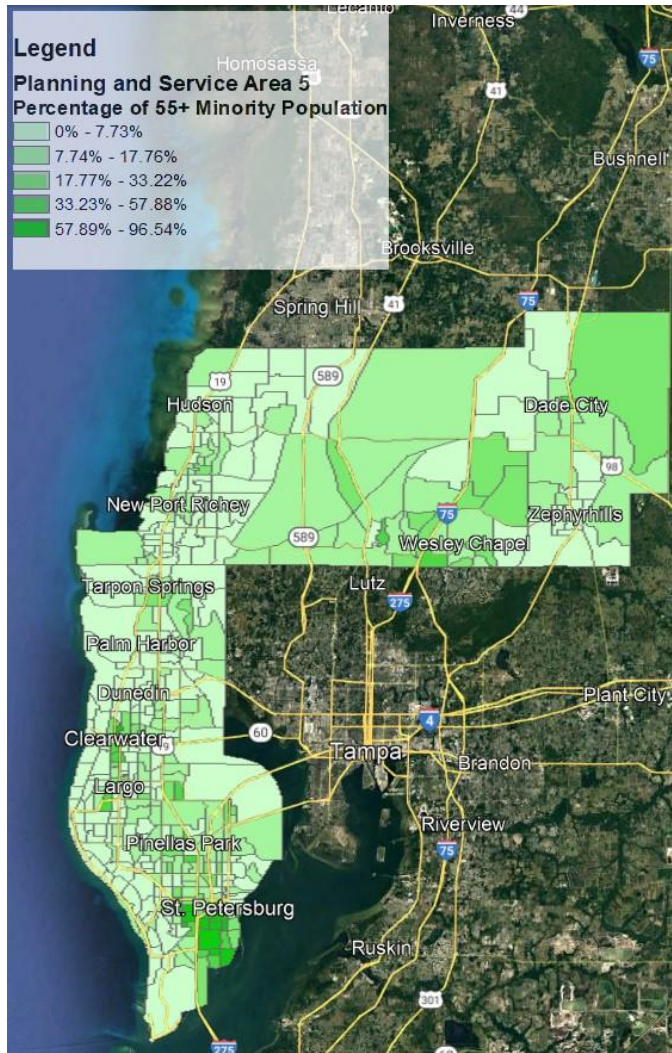 Lecanto
44
Inverness
Legend
Homosassa
75
Planning and Service Area 5
Percentage of 55+ Minority Population
41
0% - 7.73%
7.74% - 17.76%
17.77% - 33.22%
33.23% - 57.88%
57.89% - 96.54%
Bushnell
Brooksville
Spring Hill
41
75
19
589
Hudson
Dade City
98
New Port Richey
75
Zephyrhills
589
Wesley Chapel
Tarpon Springs
Lutz
275
Palm Harbor
Dunedin
Plant City
4
60
Clearwater
19
Tampa
Brandon
Largo
Riverview
Pinellas Park
75
St. Petersburg
Ruskin
301
275